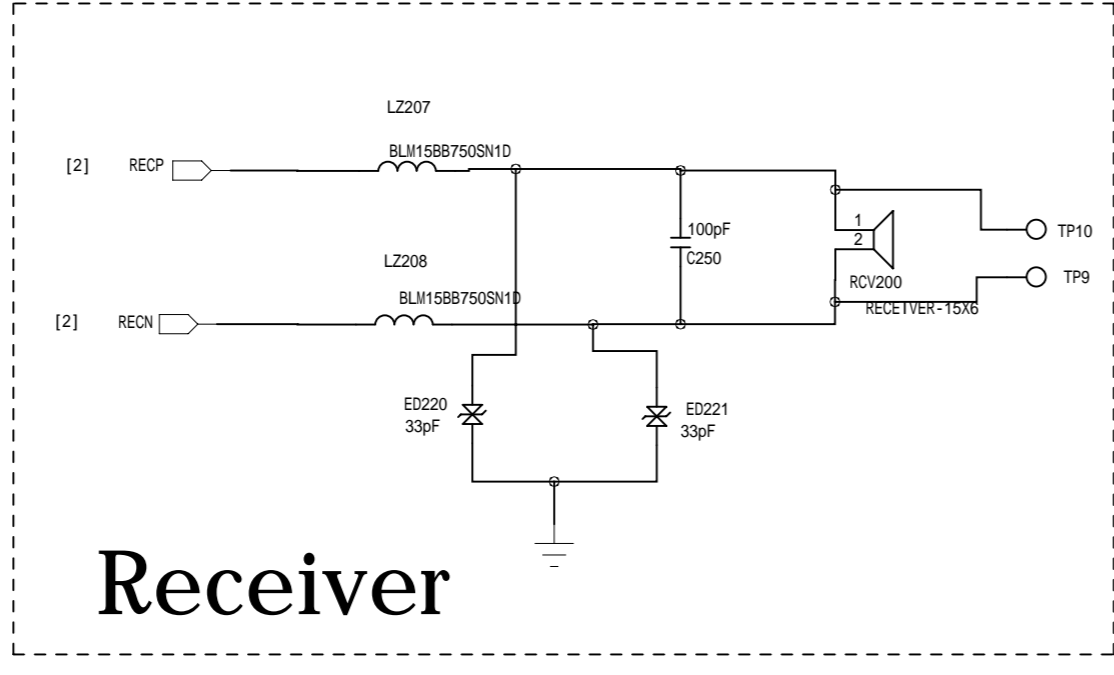 LZ207
BLM15BB750SN1D
[2] RECP
1
2
100pF
C250
TP10
TP9
LZ208
BLM15BB750SN1D
RCV200
RECEIVER-15X6
[2] RECN
ED220
33pF
ED221
33pF
Receiver